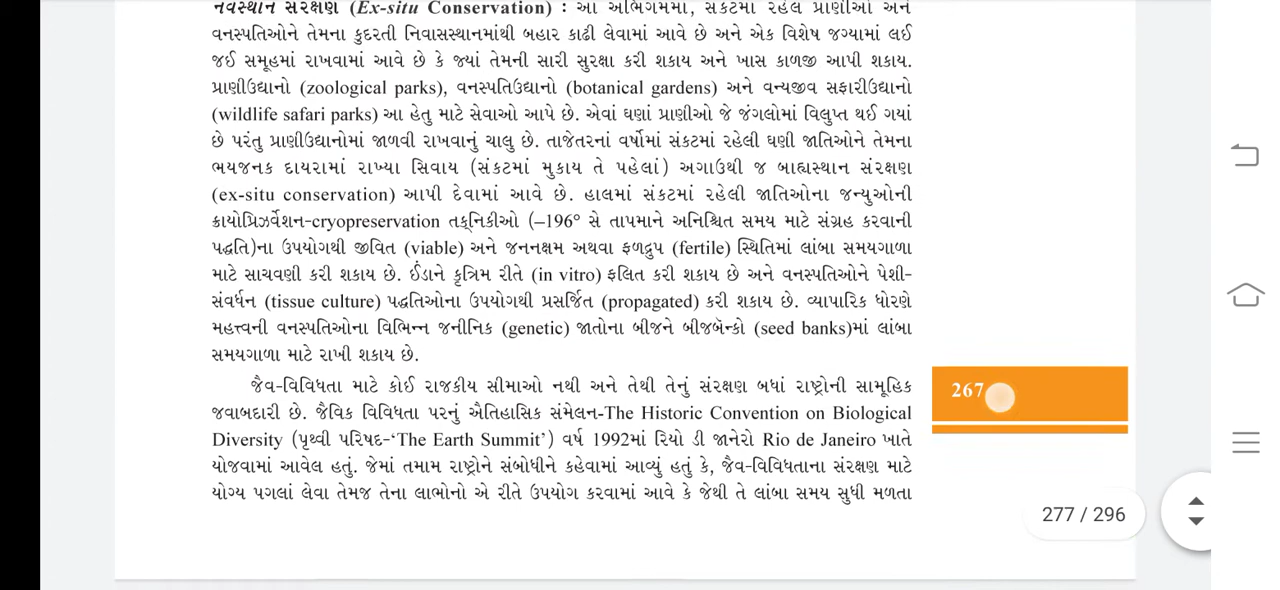 નવસ્થાન સંરક્ષણ (Ex-situ Conservation) : આ અભિગમમાં, સંકટમાં રહેલ પ્રાણીઓ અને
વનસ્પતિઓને તેમના કુદરતી નિવાસસ્થાનમાંથી બહાર કાઢી લેવામાં આવે છે અને એક વિશેષ જગ્યામાં લઈ
જઈ સમૂહમાં રાખવામાં આવે છે કે જ્યાં તેમની સારી સુરક્ષા કરી શકાય અને ખાસ કાળજી આપી શકાય.
પ્રાણીઉદ્યાનો (zoological parks), વનસ્પતિઉદ્યાનો (botanical gardens) અને વન્યજીવ સફારીઉદ્યાનો
(wildlife safari parks) આ હેતુ માટે સેવાઓ આપે છે. એવાં ઘણાં પ્રાણીઓ જે જંગલોમાં વિલુપ્ત થઈ ગયાં
છે પરંતુ પ્રાણીઉદ્યાનોમાં જાળવી રાખવાનું ચાલુ છે. તાજેતરનાં વર્ષોમાં સંકટમાં રહેલી ઘણી જાતિઓને તેમના
ભયજનક દાયરામાં રાખ્યા સિવાય (સંકટમાં મુકાય તે પહેલાં) અગાઉથી જ બાહ્યસ્થાન સંરક્ષણ
(ex-situ conservation) આપી દેવામાં આવે છે. હાલમાં સંકટમાં રહેલી જાતિઓના જન્યુઓની
ક્રાયોપ્રિઝર્વેશન-cryopreservation તક્નિકીઓ (–196° સે તાપમાને અનિશ્ચિત સમય માટે સંગ્રહ કરવાની
પદ્ધતિ)ના ઉપયોગથી જીવિત (viable) અને જનનક્ષમ અથવા ફળદ્રુપ (fertile) સ્થિતિમાં લાંબા સમયગાળા
માટે સાચવણી કરી શકાય છે. ઈંડાને કૃત્રિમ રીતે (in vitro) ફલિત કરી શકાય છે અને વનસ્પતિઓને પેશી-
સંવર્ધન (tissue culture) પદ્ધતિઓના ઉપયોગથી પ્રસર્જિત (propagated) કરી શકાય છે. વ્યાપારિક ધોરણે
મહત્ત્વની વનસ્પતિઓના વિભિન્ન જનીનિક (genetic) જાતોના બીજને બીજબૅન્કો (seed banks)માં લાંબા
સમયગાળા માટે રાખી શકાય છે.
જૈવ-વિવિધતા માટે કોઈ રાજકીય સીમાઓ નથી અને તેથી તેનું સંરક્ષણ બધાં રાષ્ટ્રોની સામૂહિક
જવાબદારી છે. જૈવિક વિવિધતા પરનું ઐતિહાસિક સંમેલન-The Historic Convention on Biological
Diversity (પૃથ્વી પરિષદ-‘The Earth Summit’) વર્ષ 1992માં રિયો ડી જાનેરો Rio de Janeiro ખાતે
યોજવામાં આવેલ હતું. જેમાં તમામ રાષ્ટ્રોને સંબોધીને કહેવામાં આવ્યું હતું કે, જૈવ-વિવિધતાના સંરક્ષણ માટે
યોગ્ય પગલાં લેવા તેમજ તેના લાભોનો એ રીતે ઉપયોગ કરવામાં આવે કે જેથી તે લાંબા સમય સુધી મળતા
267
277 / 296